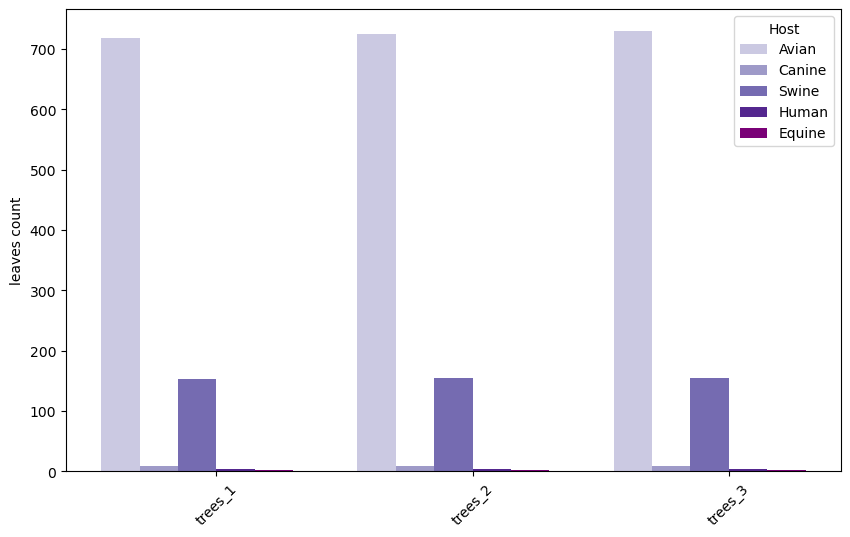 Host
Avian
Canine
Swine
Human
Equine
leaves count
700
600
500
400
300
200
100
0
trees_1
trees_2
trees_3